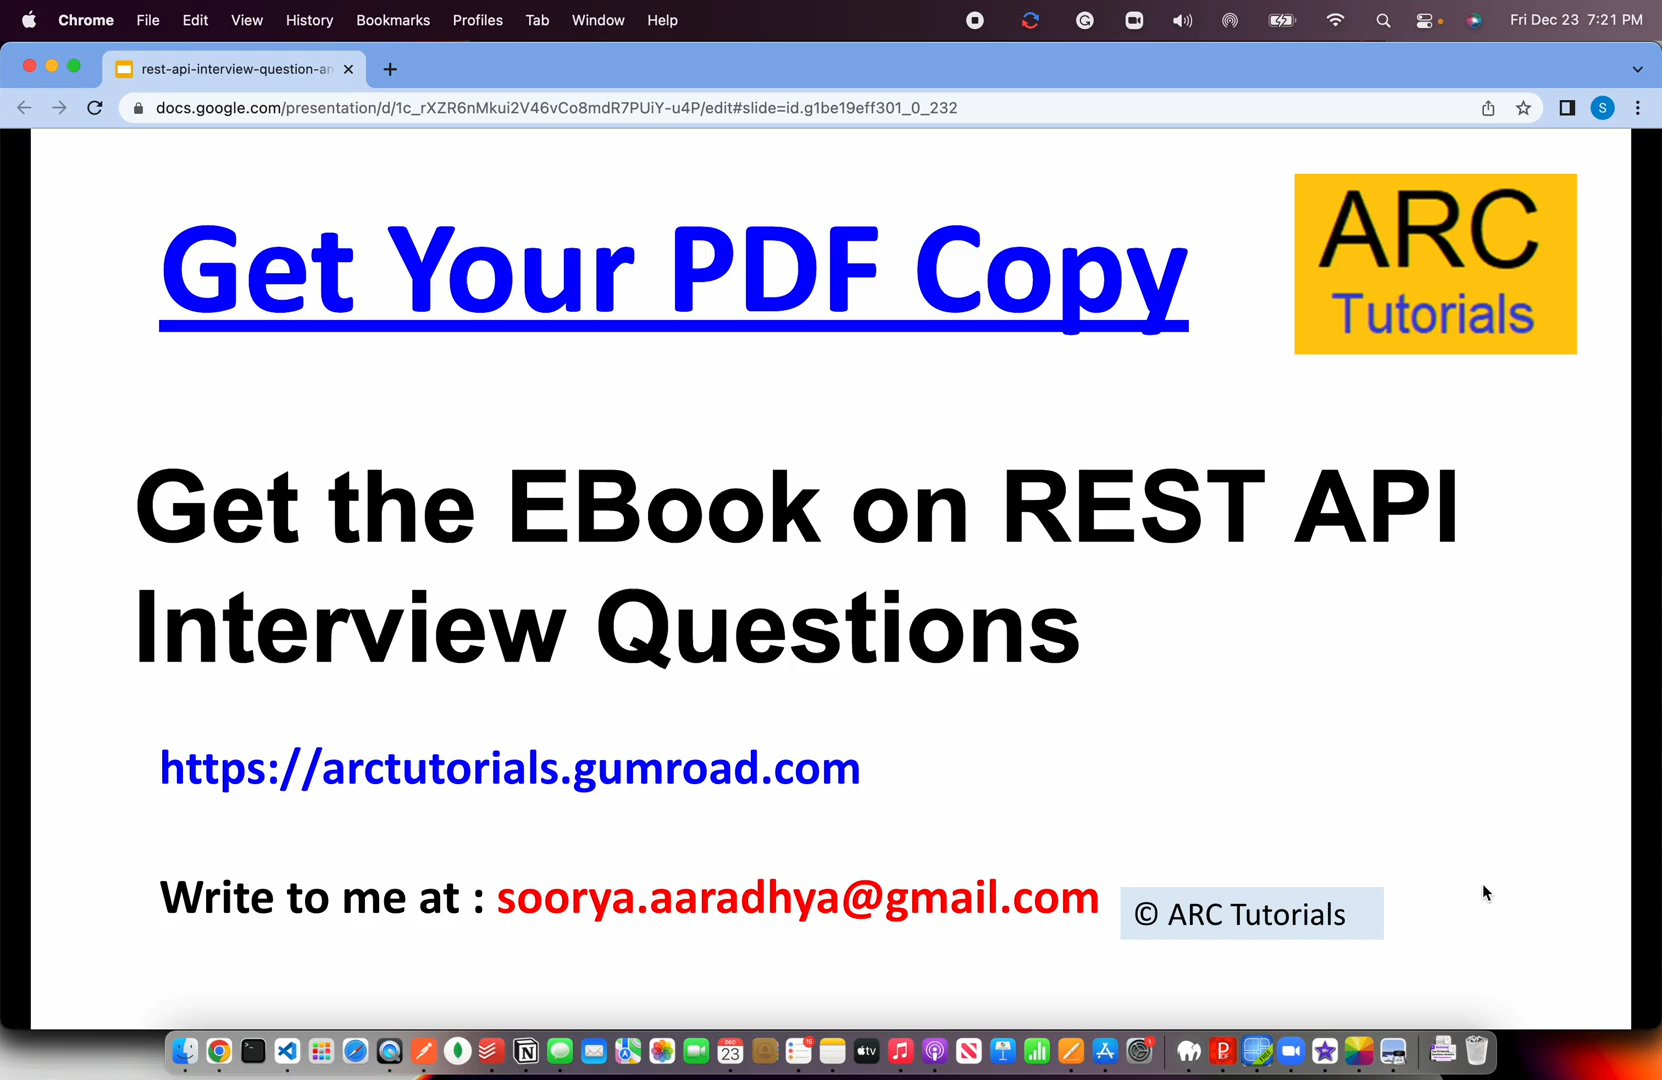 Chrome File Edit View History Bookmarks Profiles Tab Window Help Fri Dec 23 7:21 PM
rest-api-interview-question-an
docs.google.com/presentation/d/1c_rXZR6nMkui2V46vCo8mdR7PUiY-u4P/edit#slide=id.g1be19eff301_0_232 S
Get Your PDF Copy
ARC
Tutorials
Get the EBook on REST API
Interview Questions
https://arctutorials.gumroad.com
Write to me at : soorya.aaradhya@gmail.com
© ARC Tutorials
DEC
23
tv